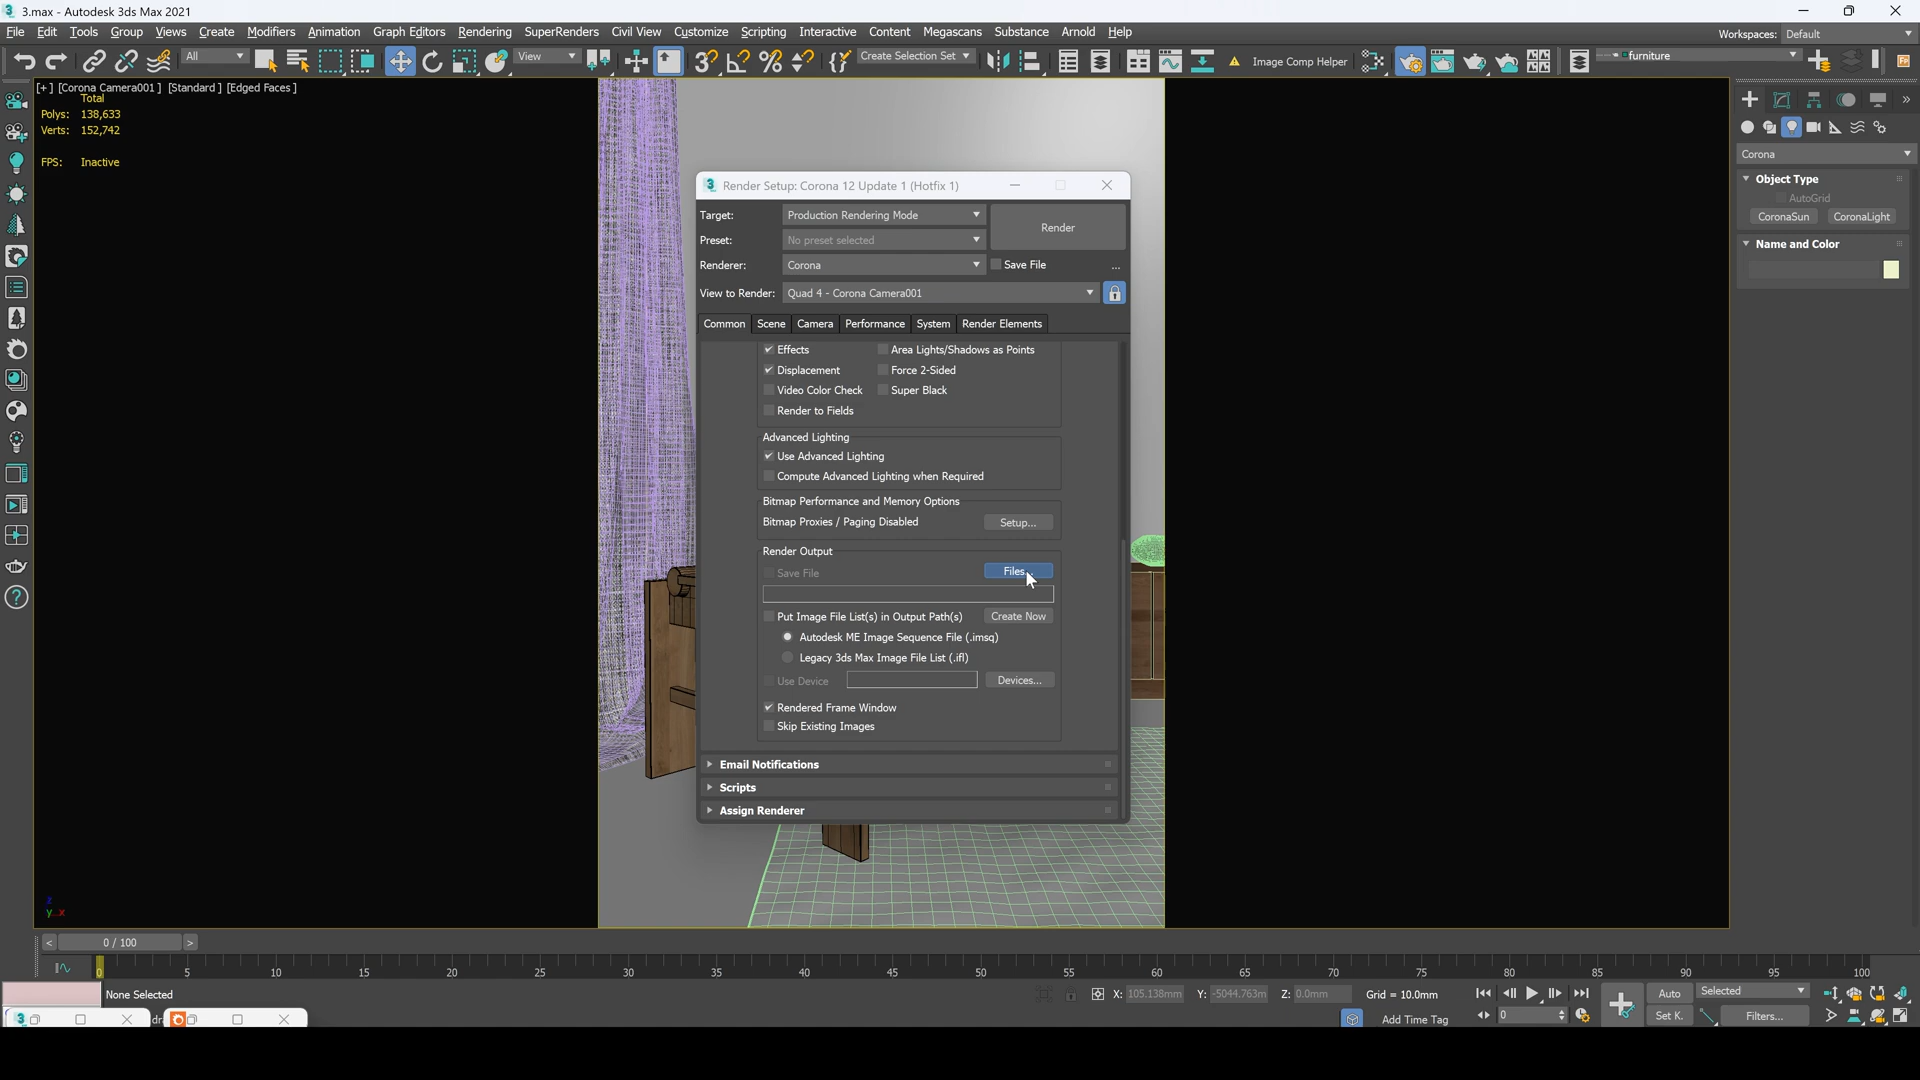 3.max - Autodesk 3ds Max 2021
File Edit Tools Group Views Create Modifiers Animation Graph Editors Rendering SuperRenders Civil View Customize Scripting Interactive Content Megascans Substance Arnold Help
Workspaces: Default
All View Create Selection Set Image Comp Helper furniture
[+] [Corona Camera001] [Standard] [Edged Faces]
Total
Polys: 138,633
Verts: 152,742
FPS: Inactive
Corona
Object Type
AutoGrid
CoronaSun CoronaLight
Name and Color
Render Setup: Corona 12 Update 1 (Hotfix 1)
Target: Production Rendering Mode
Render
Preset: No preset selected
Renderer: Corona Save File ...
View to Render: Quad 4 - Corona Camera001
Common Scene Camera Performance System Render Elements
Effects Area Lights/Shadows as Points
Displacement Force 2-Sided
Video Color Check Super Black
Render to Fields
Advanced Lighting
Use Advanced Lighting
Compute Advanced Lighting when Required
Bitmap Performance and Memory Options
Bitmap Proxies / Paging Disabled Setup...
Render Output
Save File Files...
Put Image File List(s) in Output Path(s) Create Now
Autodesk ME Image Sequence File (.imsq)
Legacy 3ds Max Image File List (.ifl)
Use Device Devices...
Rendered Frame Window
Skip Existing Images
Email Notifications
Scripts
Assign Renderer
z
y x
< 0 / 100 >
0 5 10 15 20 25 30 35 40 45 50 55 60 65 70 75 80 85 90 95 100
None Selected
X: 105.138mm Y: -5044.763m Z: 0.0mm Grid = 10.0mm
Auto Selected
Add Time Tag
0
Set K. Filters...